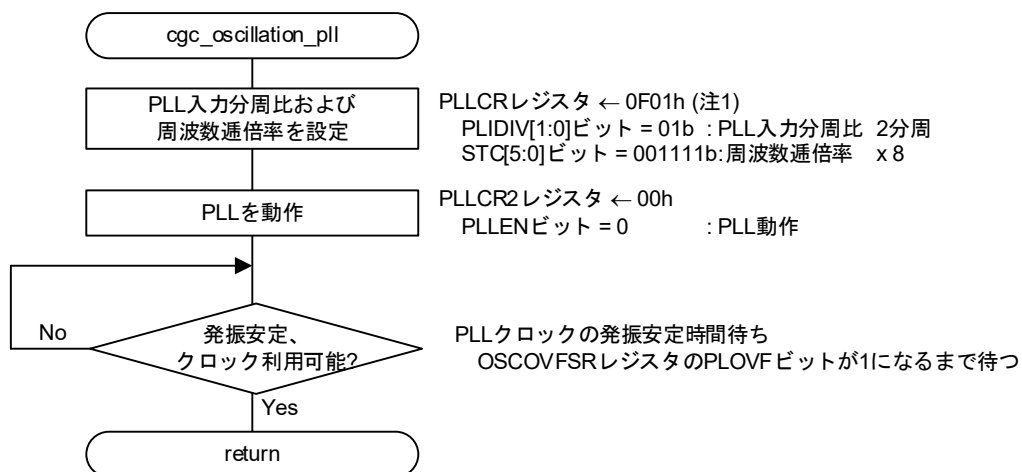 cgc_oscillation_pll
PLL入力分周比および
周波数逓倍率を設定
PLLCRレジスタ ← 0F01h (注1)
PLIDIV[1:0]ビット = 01b : PLL入力分周比 2分周
STC[5:0]ビット = 001111b:周波数逓倍率 x 8
PLLを動作
PLLCR2レジスタ ← 00h
PLLENビット = 0 : PLL動作
No
発振安定、
クロック利用可能?
PLLクロックの発振安定時間待ち
OSCOVFSRレジスタのPLOVFビットが1になるまで待つ
Yes
return